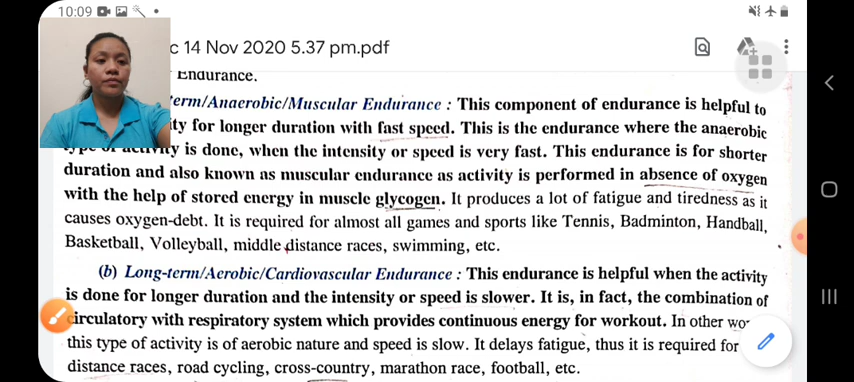 10:09
c 14 Nov 2020 5.37 pm.pdf
Endurance.
term/Anaerobic/Muscular Endurance : This component of endurance is helpful to
ity for longer duration with fast speed. This is the endurance where the anaerobic
type of activity is done, when the intensity or speed is very fast. This endurance is for shorter
duration and also known as muscular endurance as activity is performed in absence of oxygen
with the help of stored energy in muscle glycogen. It produces a lot of fatigue and tiredness as it
causes oxygen-debt. It is required for almost all games and sports like Tennis, Badminton, Handball,
Basketball, Volleyball, middle distance races, swimming, etc.
(b) Long-term/Aerobic/Cardiovascular Endurance : This endurance is helpful when the activity
is done for longer duration and the intensity or speed is slower. It is, in fact, the combination of
circulatory with respiratory system which provides continuous energy for workout. In other
this type of activity is of aerobic nature and speed is slow. It delays fatigue, thus it is required for
distance races, road cycling, cross-country, marathon race, football, etc.